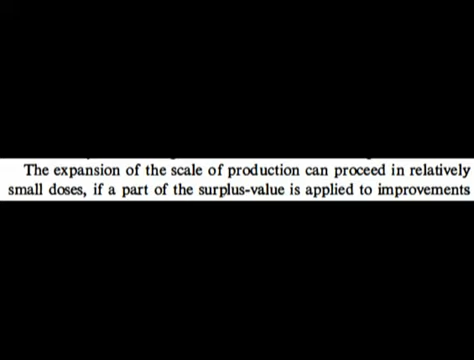 The expansion of the scale of production can proceed in relatively
small doses, if a part of the surplus-value is applied to improvements